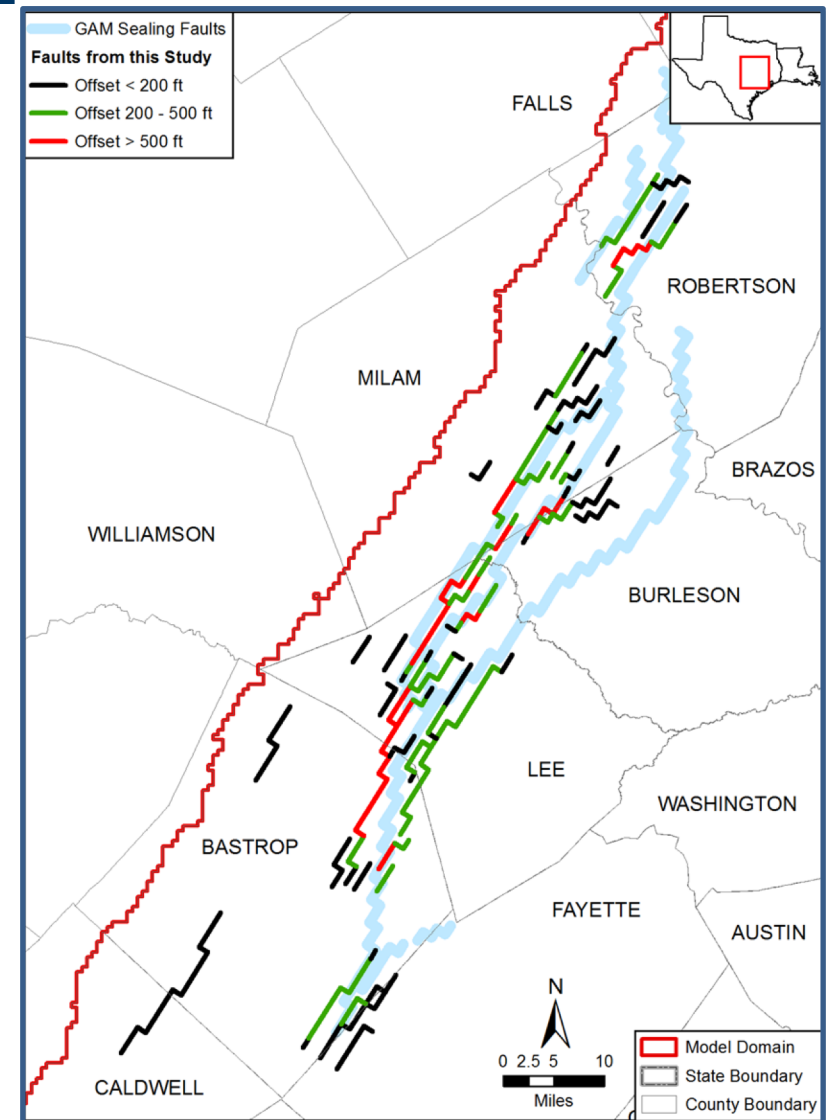 GAM Sealing Faults
Faults from this Study
Offset < 200 ft
Offset 200 - 500 ft
Offset > 500 ft
FALLS
ROBERTSON
MILAM
BRAZOS
WILLIAMSON
BURLESON
LEE
WASHINGTON
BASTROP
FAYETTE
AUSTIN
N
0 2.5 5 10
Miles
CALDWELL
Model Domain
State Boundary
County Boundary